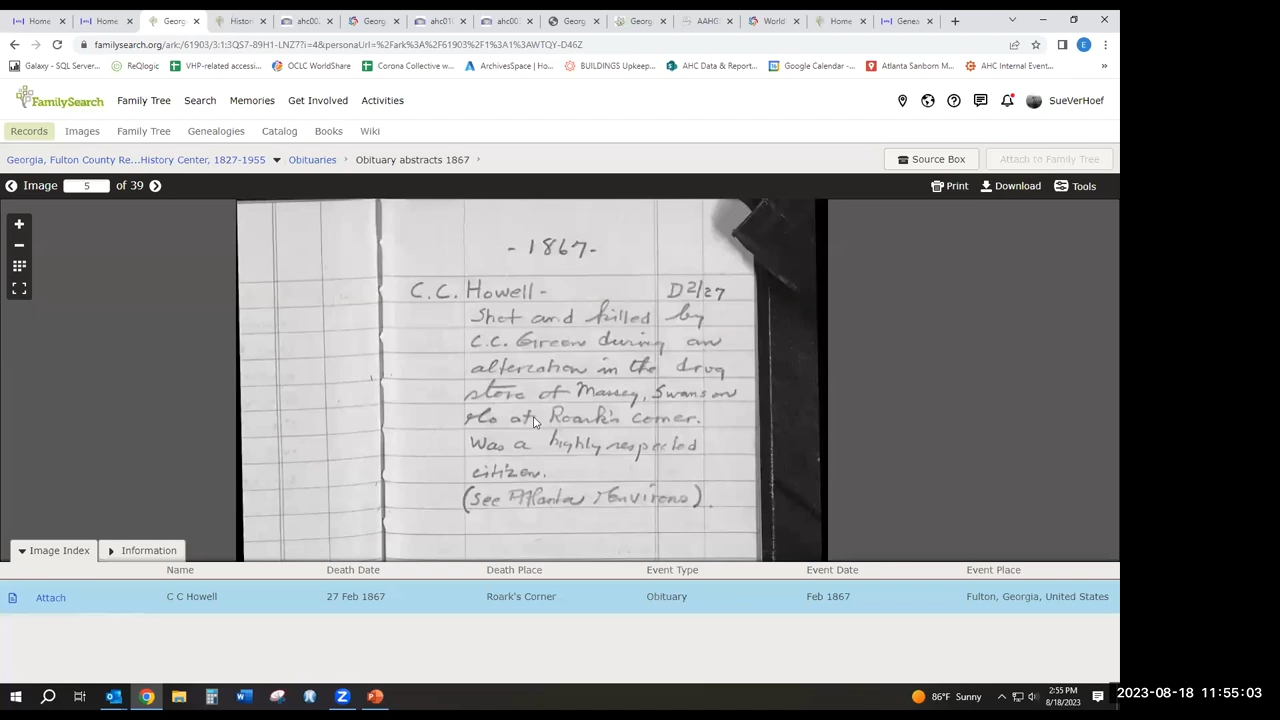 Home
Home
Georg
Histori
ahc00
Georg
ahc01
ahc00
Georg
Georg
AAHGS
World
Home
Genea
familysearch.org/ark:/61903/3:1:3QS7-89H1-LNZ7?i=4&personaUrl=%2Fark%3A%2F61903%2F1%3A1%3AWTQY-D46Z
E
Galaxy - SQL Server...
ReQlogic
VHP-related accessi...
OCLC WorldShare
Corona Collective w...
ArchivesSpace | Ho...
BUILDINGS Upkeep...
AHC Data & Report...
Google Calendar -...
Atlanta Sanborn M...
AHC Internal Event...
»
FamilySearch
Family Tree
Search
Memories
Get Involved
Activities
SueVerHoef
Records
Images
Family Tree
Genealogies
Catalog
Books
Wiki
Georgia, Fulton County Re...History Center, 1827-1955
Obituaries
Obituary abstracts 1867
Source Box
Attach to Family Tree
Image 5 of 39
Print
Download
Tools
- 1867 -
C.C. Howell - D 2/27
Shot and killed by
C.C. Green during an
altercation in the drug
store of Massey, Swanson
&Co at Roark's corner.
Was a highly respected
citizen.
(See Atlanta & Environs).
Image Index
Information
Name Death Date Death Place Event Type Event Date Event Place
Attach C C Howell 27 Feb 1867 Roark's Corner Obituary Feb 1867 Fulton, Georgia, United States
86°F Sunny
2:55 PM
8/18/2023
2023-08-18 11:55:03